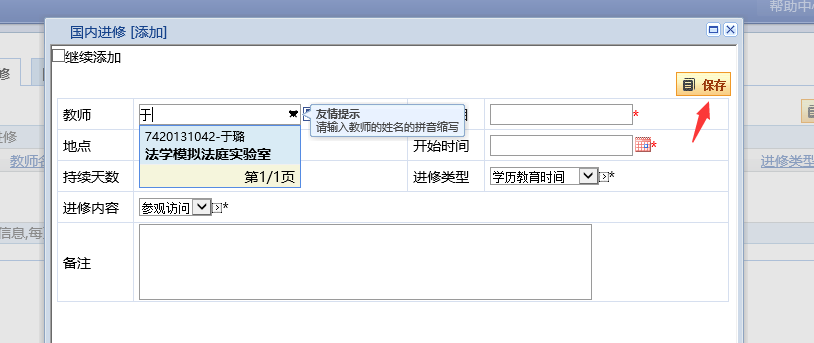 帮助中
国内进修 [添加]
继续添加
保存
教师 于 目 *
友情提示
请输入教师的姓名的拼音缩写
7420131042-于璐
法学模拟法庭实验室
第1/1页
地点 开始时间 *
持续天数 进修类型 学历教育时间 *
进修内容 参观访问 *
备注
修
进修
教师名
进修类型
信息,每